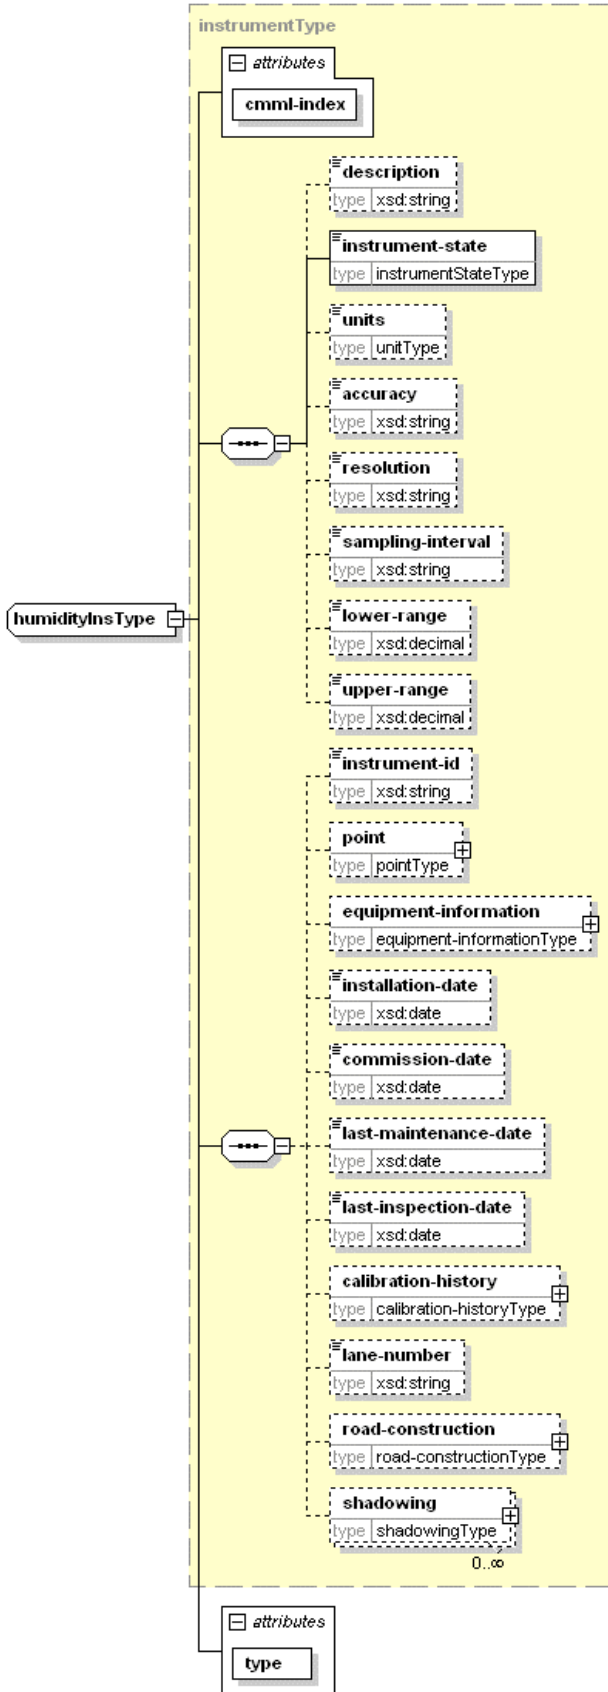 instrumentType
attributes
cmml-index
description
type xsd:string
instrument-state
type instrumentStateType
units
type unitType
accuracy
type xsd:string
resolution
type xsd:string
sampling-interval
type xsd:string
humidityInsType
lower-range
type xsd:decimal
upper-range
type xsd:decimal
instrument-id
type xsd:string
point
type pointType
equipment-information
type equipment-informationType
installation-date
type xsd:date
commission-date
type xsd:date
last-maintenance-date
type xsd:date
last-inspection-date
type xsd:date
calibration-history
type calibration-historyType
lane-number
type xsd:string
road-construction
type road-constructionType
shadowing
type shadowingType
0..∞
attributes
type